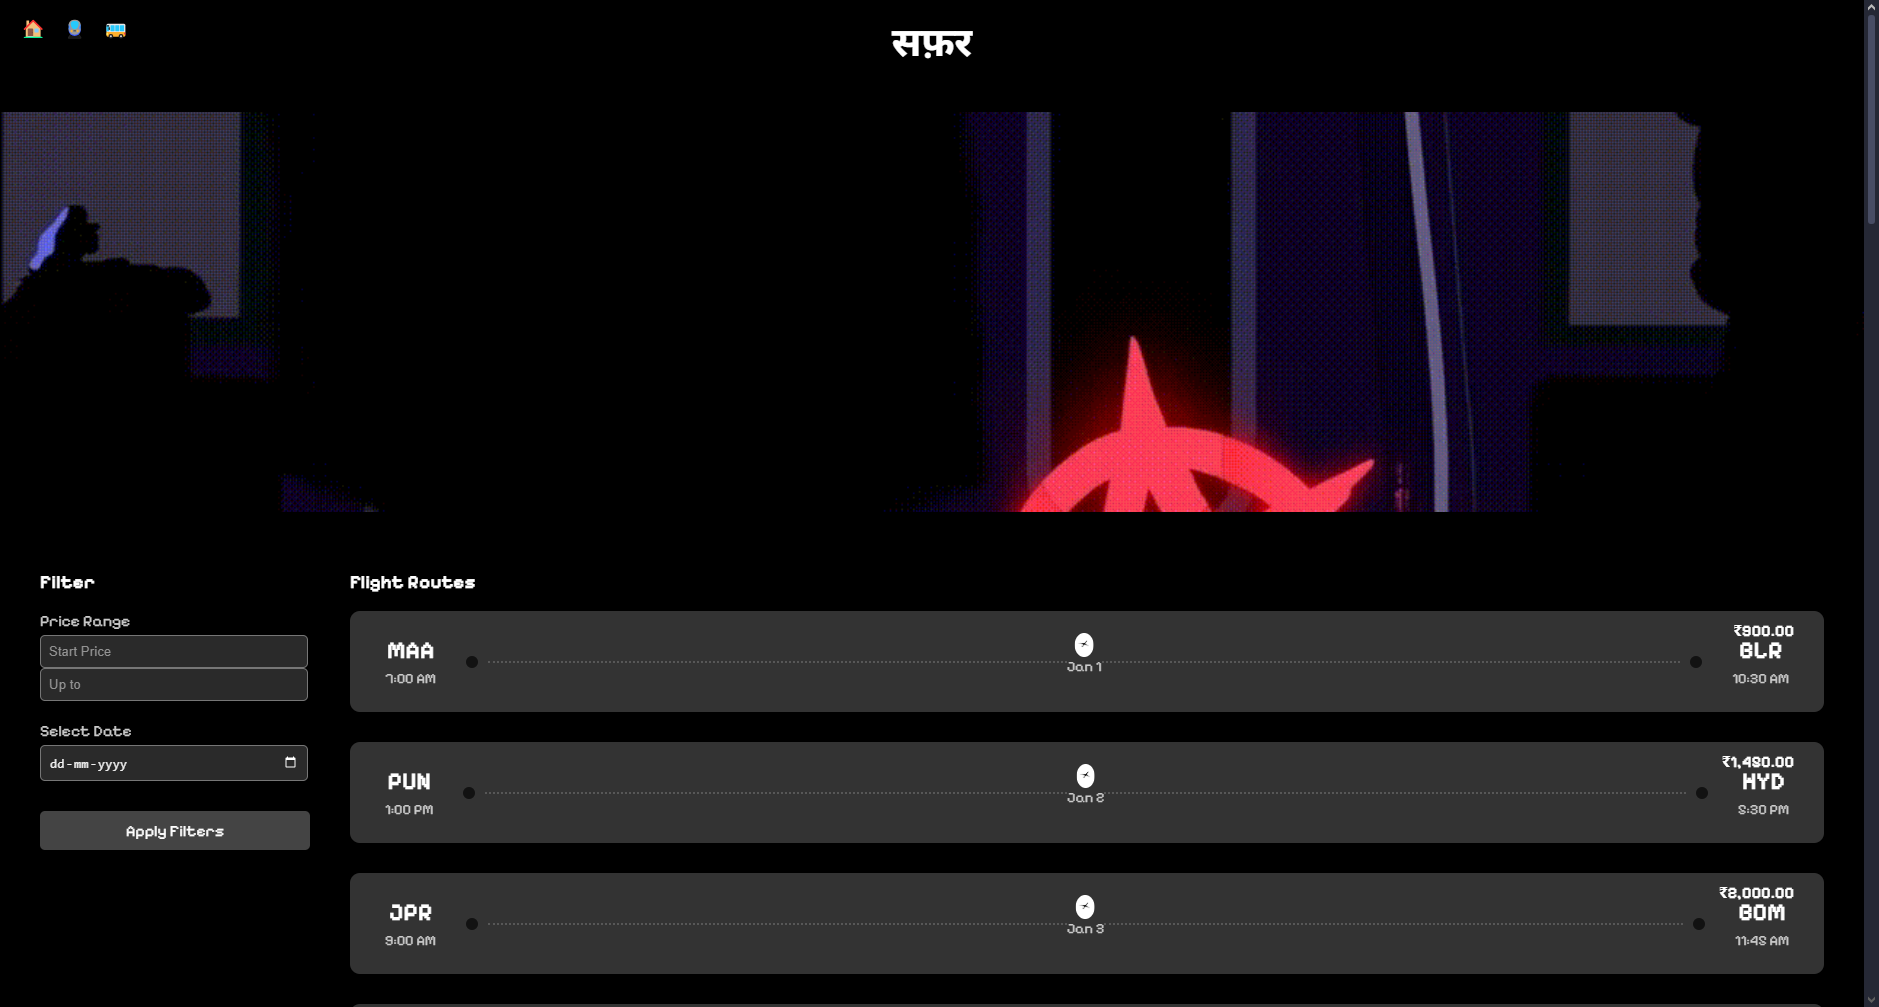 सफ़र
Filter
Price Range
Start Price
Up to
Select Date
dd-mm-yyyy
Apply Filters
Flight Routes
MAA
7:00 AM
Jan 1
₹900.00
BLR
10:30 AM
PUN
1:00 PM
Jan 2
₹1,450.00
HYD
5:30 PM
JPR
9:00 AM
Jan 3
₹2,000.00
BOM
11:45 AM